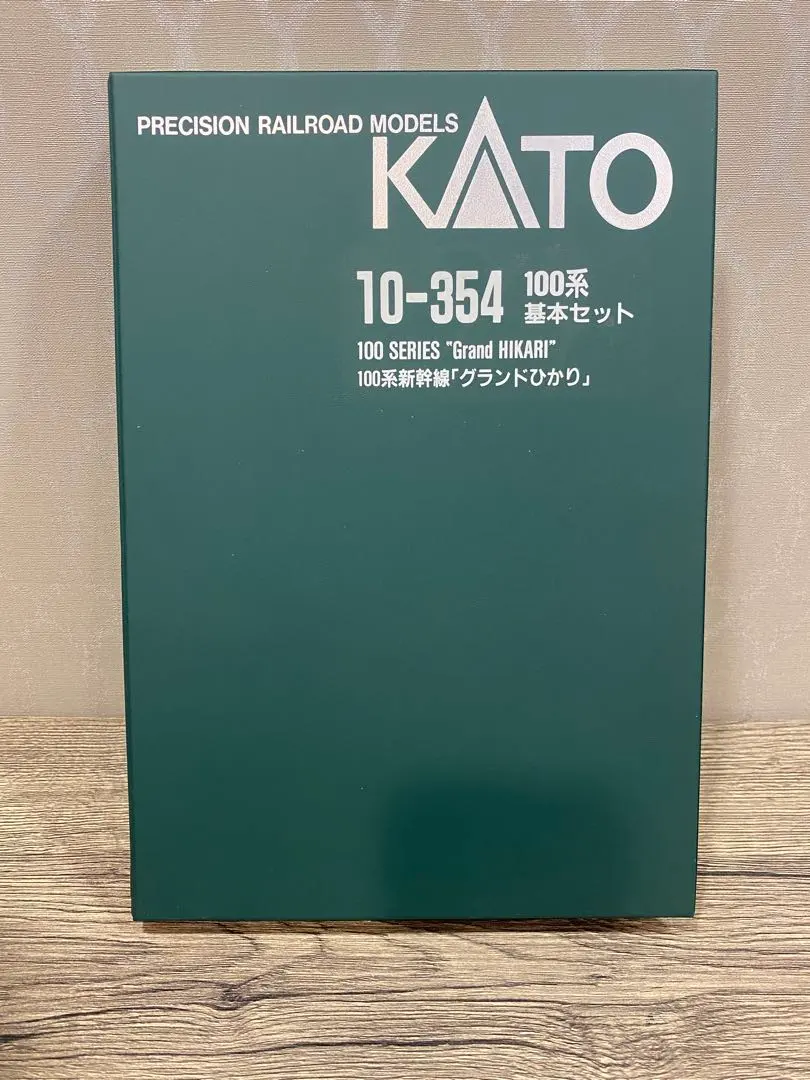 PRECISION RAILROAD MODELS
KATO
10-354 100系
基本セット
100 SERIES "Grand HIKARI"
100系新幹線「グランドひかり」